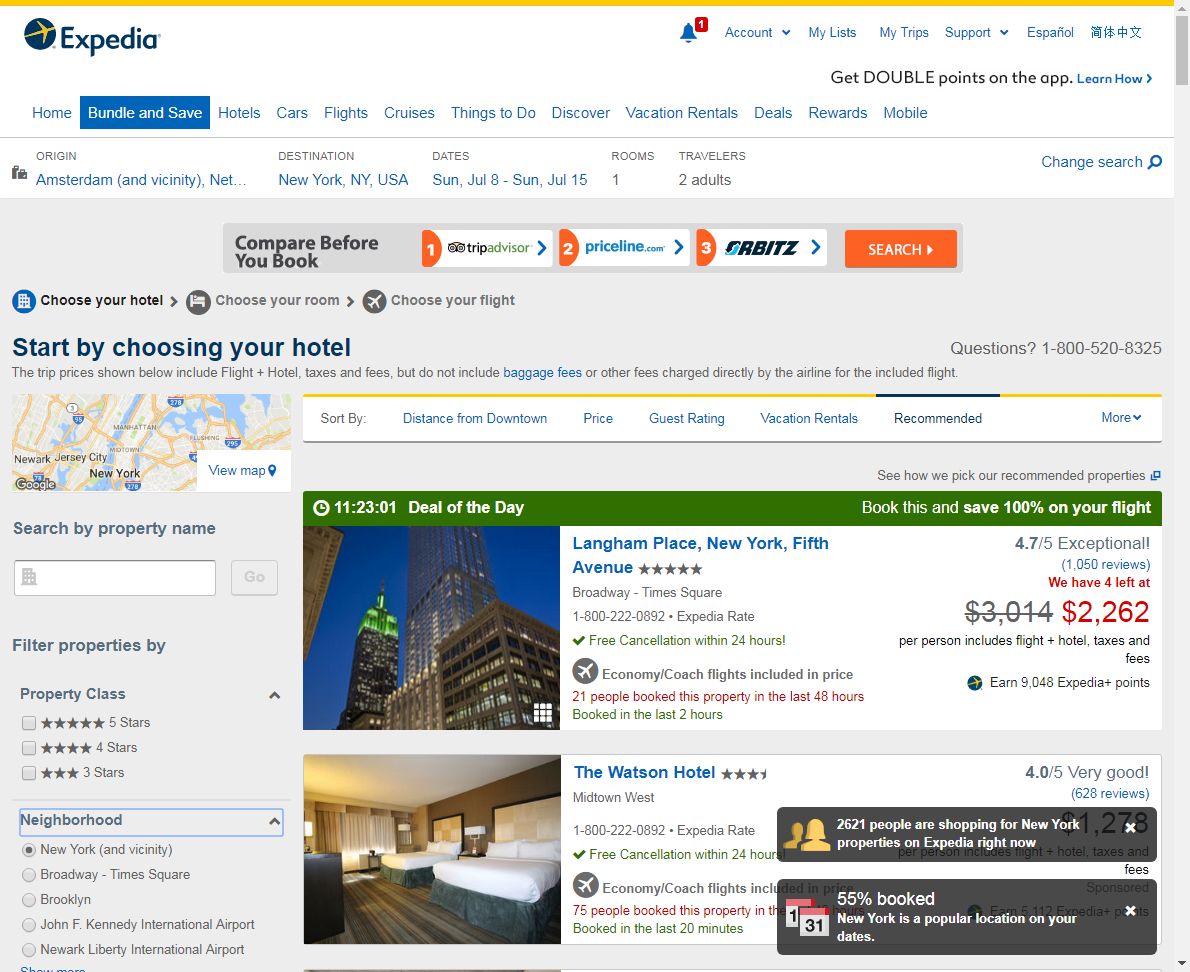 Expedia
1
Account
My Lists
My Trips
Support
Español
简体中文
Get DOUBLE points on the app. Learn How
Home
Bundle and Save
Hotels
Cars
Flights
Cruises
Things to Do
Discover
Vacation Rentals
Deals
Rewards
Mobile
ORIGIN
Amsterdam (and vicinity), Net...
DESTINATION
New York, NY, USA
DATES
Sun, Jul 8 - Sun, Jul 15
ROOMS
1
TRAVELERS
2 adults
Change search
Compare Before
You Book
1 tripadvisor
2 priceline.com
3 ORBITZ
SEARCH
Choose your hotel
Choose your room
Choose your flight
Start by choosing your hotel
Questions? 1-800-520-8325
The trip prices shown below include Flight + Hotel, taxes and fees, but do not include baggage fees or other fees charged directly by the airline for the included flight.
3
278
95
MANHATTAN
FLUSHING
295
MIDTOWN
Newark
Jersey City
New York
78
278
Google
View map
Sort By:
Distance from Downtown
Price
Guest Rating
Vacation Rentals
Recommended
More
See how we pick our recommended properties
Search by property name
Go
Filter properties by
Property Class
5 Stars
4 Stars
3 Stars
Neighborhood
New York (and vicinity)
Broadway - Times Square
Brooklyn
John F. Kennedy International Airport
Newark Liberty International Airport
Show more
11:23:01 Deal of the Day
Book this and save 100% on your flight
Langham Place, New York, Fifth
Avenue
Broadway - Times Square
1-800-222-0892 • Expedia Rate
Free Cancellation within 24 hours!
Economy/Coach flights included in price
21 people booked this property in the last 48 hours
Booked in the last 2 hours
4.7/5 Exceptional!
(1,050 reviews)
We have 4 left at
$3,014 $2,262
per person includes flight + hotel, taxes and
fees
Earn 9,048 Expedia+ points
The Watson Hotel
Midtown West
1-800-222-0892 • Expedia Rate
Free Cancellation within 24 hours!
Economy/Coach flights included in price
75 people booked this property in the
Booked in the last 20 minutes
4.0/5 Very good!
(628 reviews)
$1,278
per person includes flight + hotel, taxes and
fees
Sponsored
Earn 5,112 Expedia+ points
2621 people are shopping for New York
properties on Expedia right now
1
31
55% booked
New York is a popular location on your
dates.